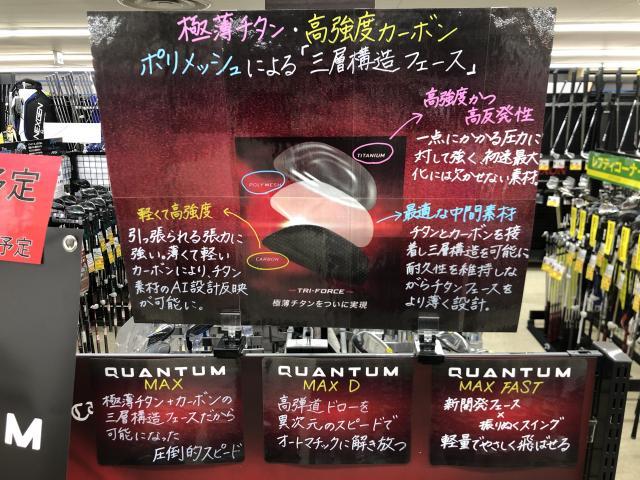 極薄チタン・高強度カーボン
ポリメッシュによる「三層構造フェース」
高強度かつ
高反発性
一点にかかる圧力に
対して強く、初速最大
化には欠かせない素材。
TITANIUM
POLYMESH
CARBON
軽くて高強度
引っ張られる張力に
強い。薄くて軽い
カーボンにより、チタン
素材のAI設計反映
が可能に。
最適な中間素材
チタンとカーボンを接
着し三層構造を可能に
耐久性を維持しな
がらチタンフェースを
より薄く設計。
TRI-FORCE
極薄チタンをついに実現
QUANTUM
MAX
極薄チタン+カーボンの
三層構造フェースだから
可能になった
圧倒的スピード
QUANTUM
MAX D
高弾道ドローを
異次元のスピードで
オートマチックに解き放つ
QUANTUM
MAX FAST
新開発フェース
×
振りぬくスイング
軽量でやさしく飛ばせる
予定
予定
M
NEXGEN
レフティコーナー